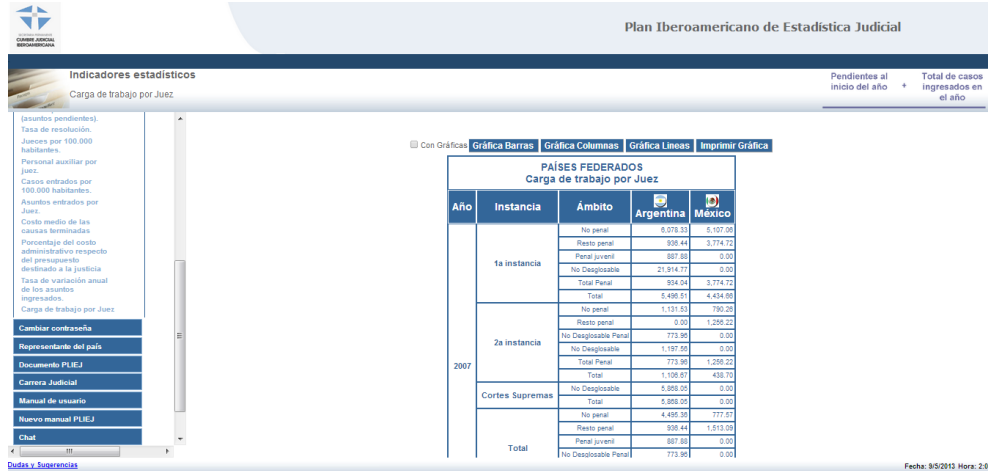 CUMBRE JUDICIAL
IBEROAMERICANA
Plan Iberoamericano de Estadística Judicial
Indicadores estadísticos
Carga de trabajo por Juez
Pendientes al
inicio del año
+
Total de casos
ingresados en
el año
(asuntos pendientes).
Tasa de resolución.
Jueces por 100.000
habitantes.
Personal auxiliar por
juez.
Casos entrados por
100.000 habitantes.
Asuntos entrados por
Juez.
Costo medio de las
causas terminadas
Porcentaje del costo
administrativo respecto
del presupuesto
destinado a la justicia
Tasa de variación anual
de los asuntos
ingresados.
Carga de trabajo por Juez
Cambiar contraseña
Representante del país
Documento PLIEJ
Carrera Judicial
Manual de usuario
Nuevo manual PLIEJ
Chat
Con Gráficas Gráfica Barras Gráfica Columnas Gráfica Lineas Imprimir Gráfica
PAÍSES FEDERADOS
Carga de trabajo por Juez
Año Instancia Ámbito Argentina México
2007
1a instancia
No penal 6,078.33 5,107.06
Resto penal 936.44 3,774.72
Penal juvenil 887.88 0.00
No Desglosable 21,914.77 0.00
Total Penal 934.04 3,774.72
Total 5,496.51 4,434.66
2a instancia
No penal 1,131.53 790.26
Resto penal 0.00 1,256.22
No Desglosable Penal 773.96 0.00
No Desglosable 1,197.56 0.00
Total Penal 773.96 1,256.22
Total 1,106.67 438.70
Cortes Supremas
No Desglosable 5,868.05 0.00
Total 5,868.05 0.00
Total
No penal 4,495.36 777.57
Resto penal 936.44 1,513.09
Penal juvenil 887.88 0.00
No Desglosable Penal 773.96 0.00
Dudas y Sugerencias
Fecha: 9/5/2013 Hora: 2:0